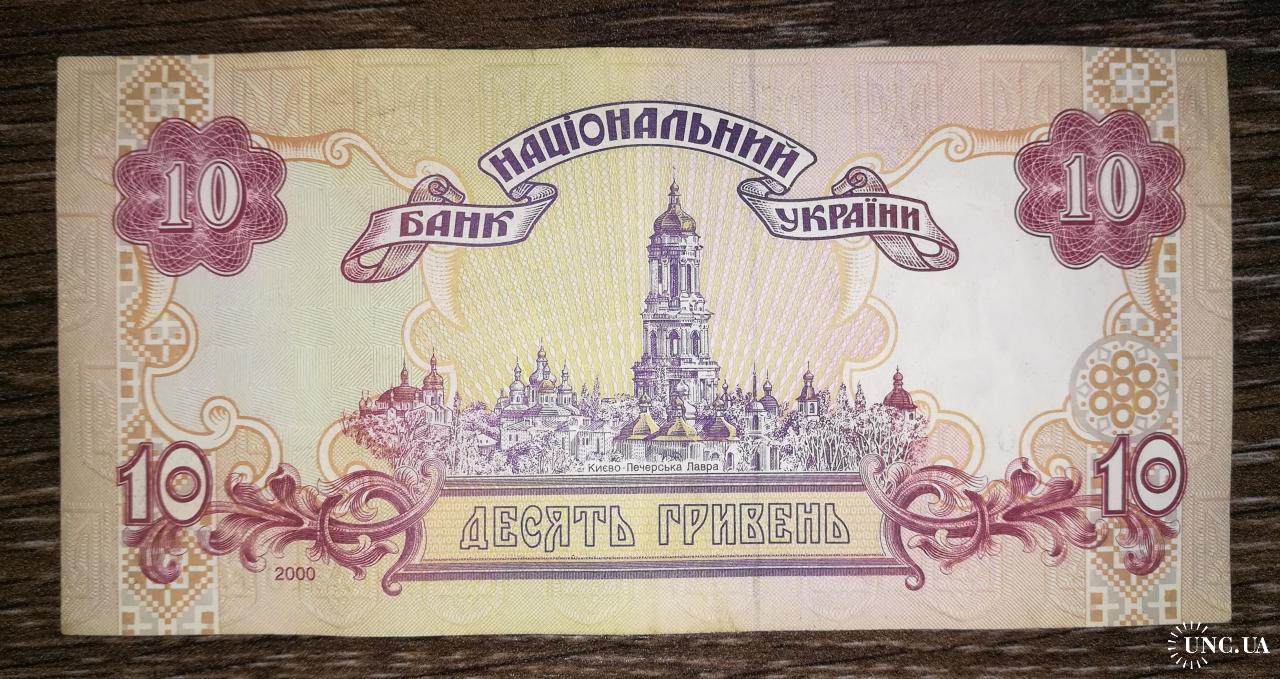 НАЦІОНАЛЬНИЙ
БАНК УКРАЇНИ
10 10
Києво-Печерська Лавра
10 10
ДЕСЯТЬ ГРИВЕНЬ
2000
UNC.UA